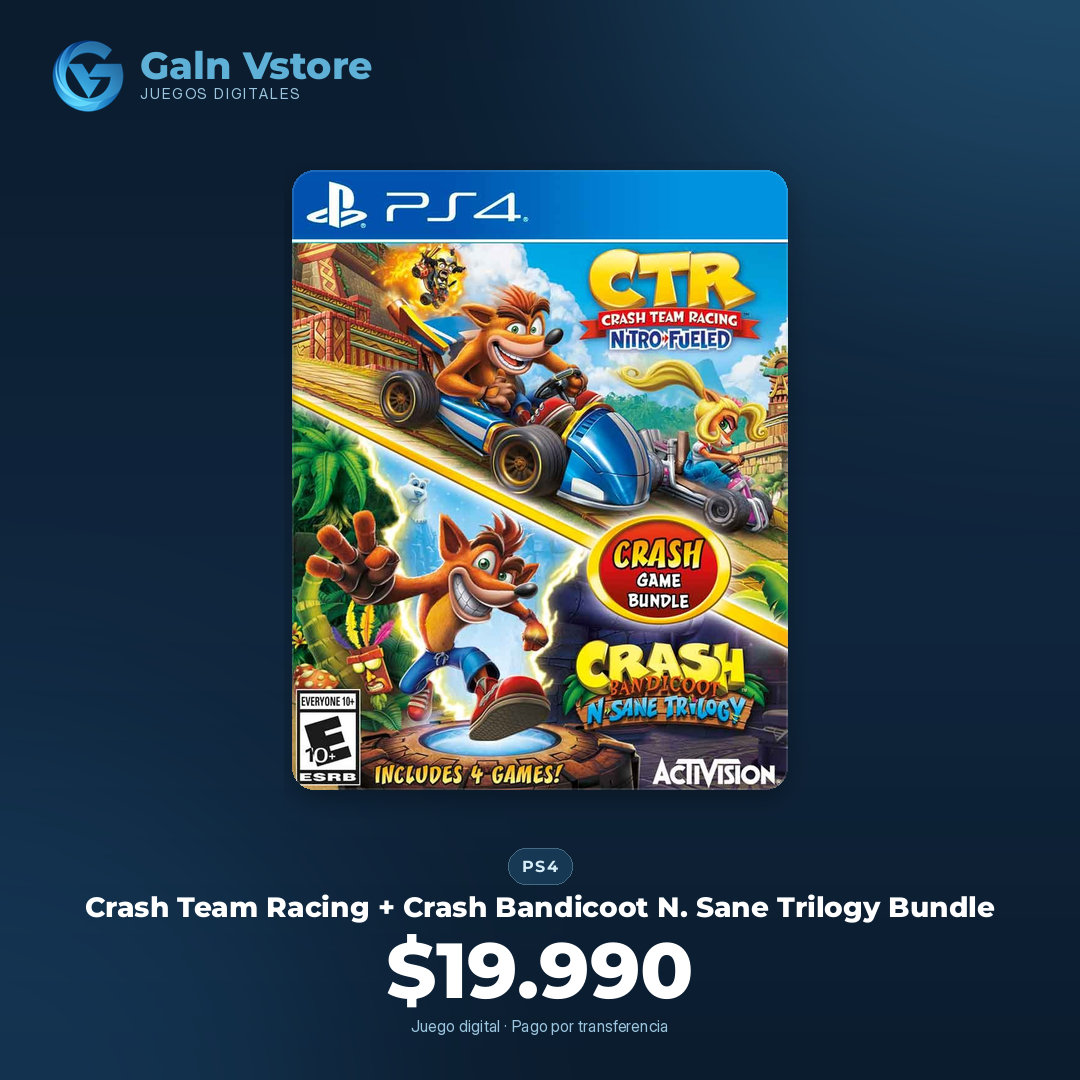 Galn Vstore
JUEGOS DIGITALES
PS4
CTR
CRASH TEAM RACING
NITRO FUELED
CRASH
GAME
BUNDLE
CRASH
BANDICOOT
N. SANE TRILOGY
EVERYONE 10+
E
10+
ESRB
INCLUDES 4 GAMES!
ACTIVISION
PS4
Crash Team Racing + Crash Bandicoot N. Sane Trilogy Bundle
$19.990
Juego digital · Pago por transferencia